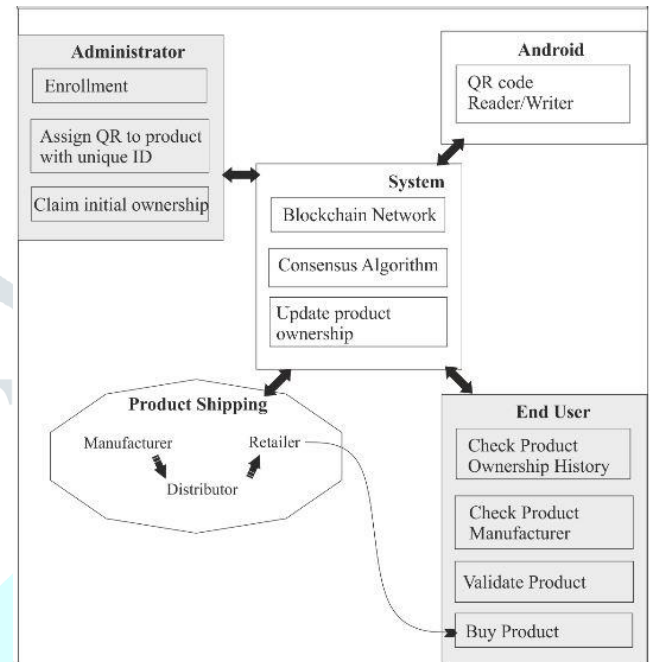 Administrator
Enrollment
Assign QR to product
with unique ID
Claim initial ownership
Android
QR code
Reader/Writer
System
Blockchain Network
Consensus Algorithm
Update product
ownership
Product Shipping
Manufacturer
Retailer
Distributor
End User
Check Product
Ownership History
Check Product
Manufacturer
Validate Product
Buy Product